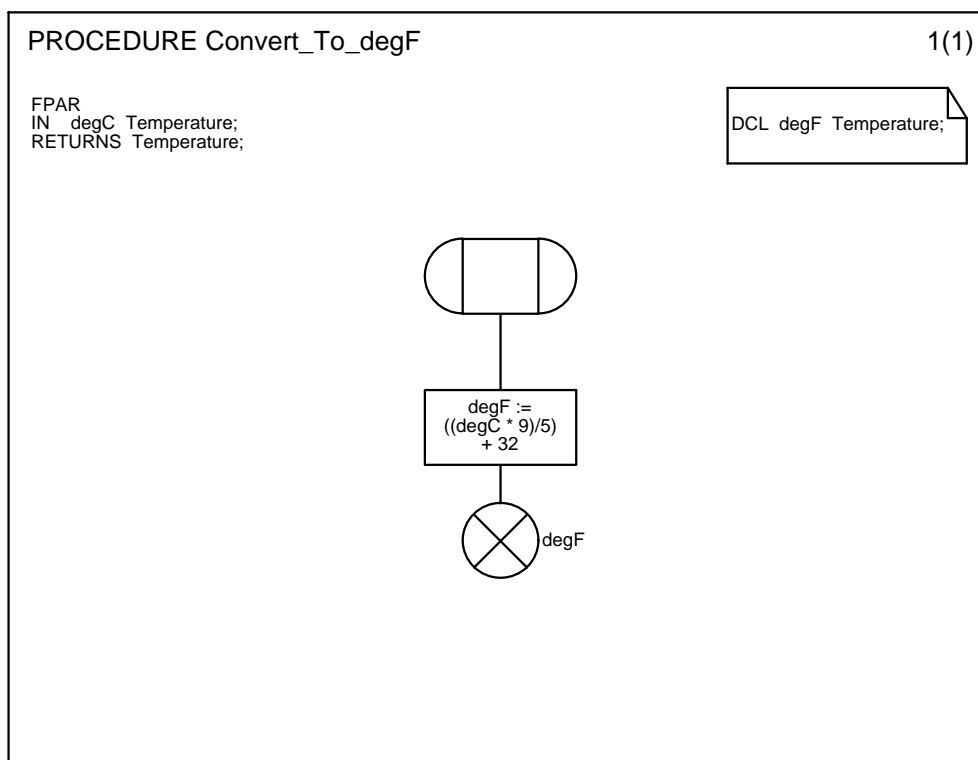 PROCEDURE Convert_To_degF
1(1)
FPAR
IN degC Temperature;
RETURNS Temperature;
DCL degF Temperature;
degF :=
((degC * 9)/5)
+ 32
degF